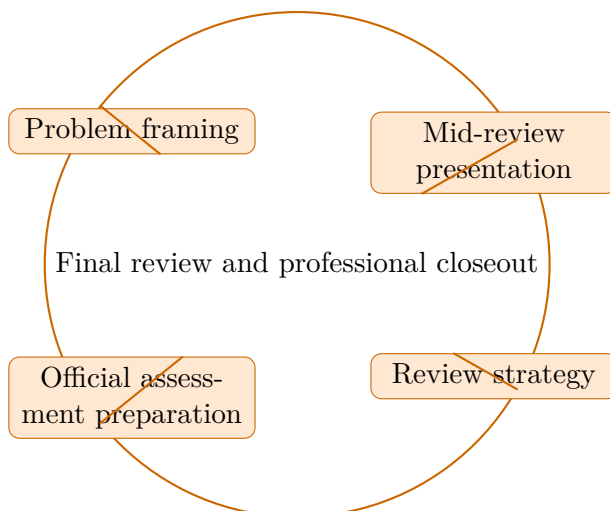 Problem framing
Mid-review
presentation
Final review and professional closeout
Official assess-
ment preparation
Review strategy